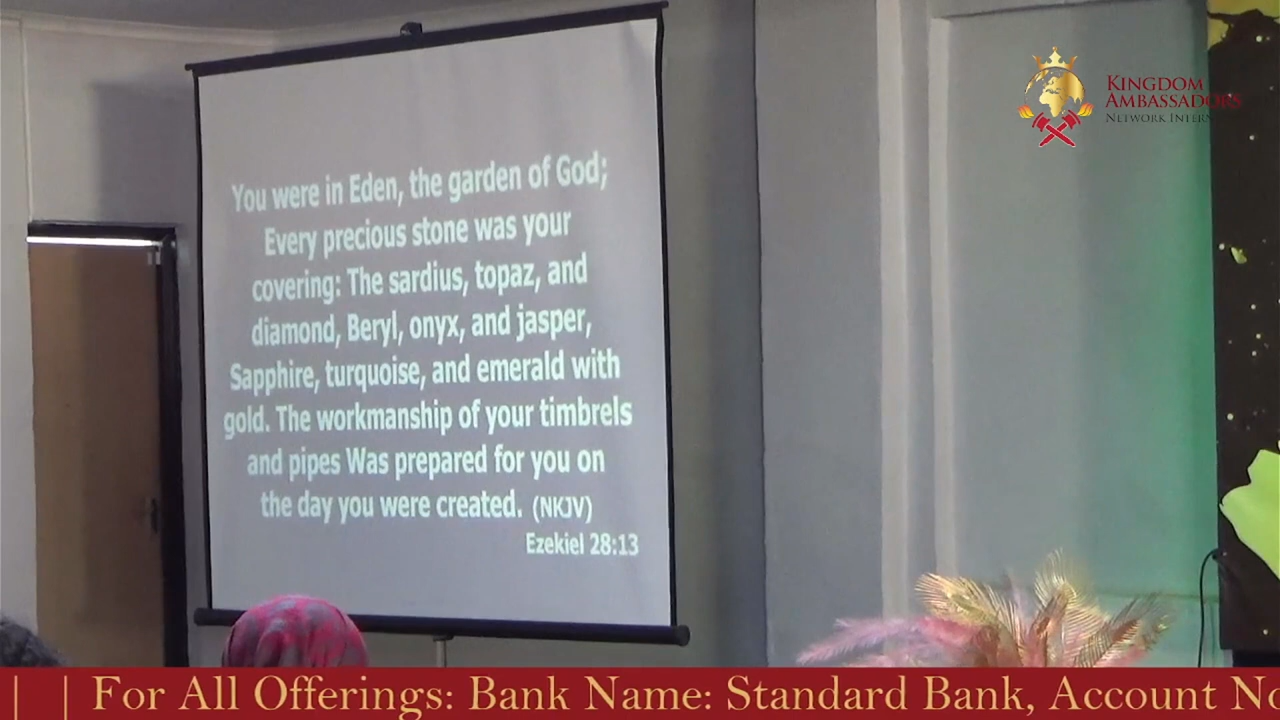 KINGDOM
AMBASSADORS
NETWORK
You were in Eden, the garden of God;
Every precious stone was your
covering: The sardius, topaz, and
diamond, Beryl, onyx, and jasper,
Sapphire, turquoise, and emerald with
gold. The workmanship of your timbrels
and pipes Was prepared for you on
the day you were created. (NKJV)
Ezekiel 28:13
| | For All Offerings: Bank Name: Standard Bank, Account No